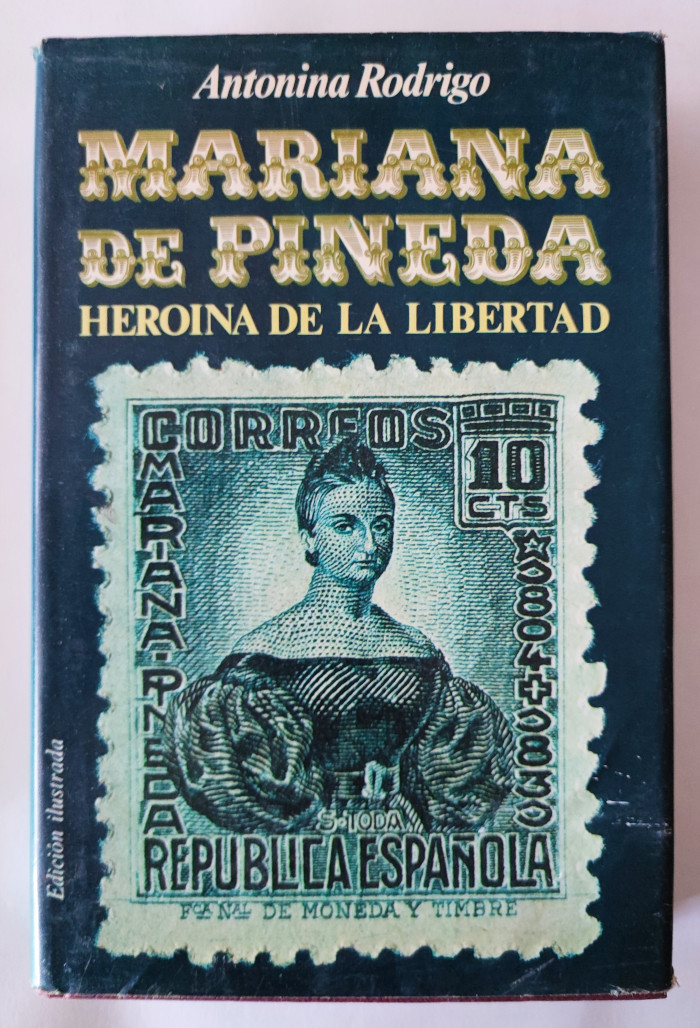 Antonina Rodrigo
MARIANA
DE PINEDA
HEROINA DE LA LIBERTAD
CORREOS
10
CTS
MARIANA·PINEDA
☆1804✚1833
S·TODA
REPUBLICA ESPAÑOLA
FCA NAL DE MONEDA Y TIMBRE
Edición ilustrada